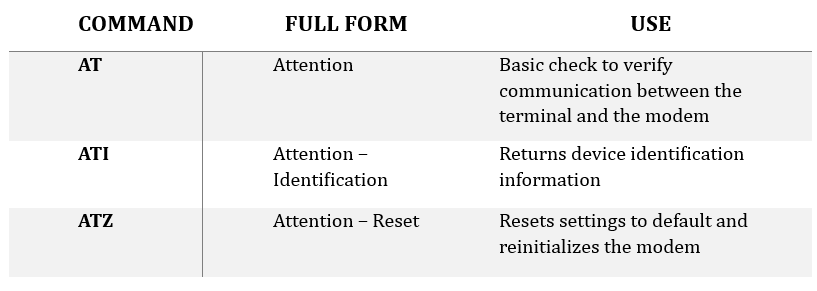 COMMAND FULL FORM USE
AT Attention Basic check to verify
communication between the
terminal and the modem
ATI Attention – Returns device identification
Identification information
ATZ Attention – Reset Resets settings to default and
reinitializes the modem